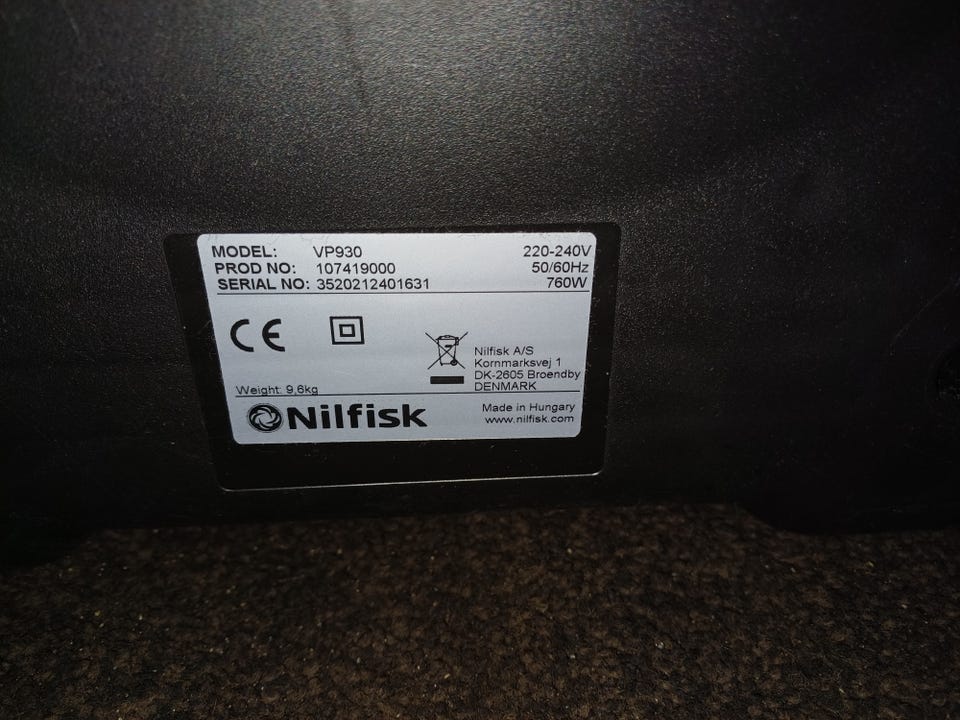 MODEL: VP930 220-240V
PROD NO: 107419000 50/60Hz
SERIAL NO: 3520212401631 760W
CE
Nilfisk A/S
Kornmarksvej 1
DK-2605 Broendby
DENMARK
Weight: 9,6kg
Nilfisk
Made in Hungary
www.nilfisk.com